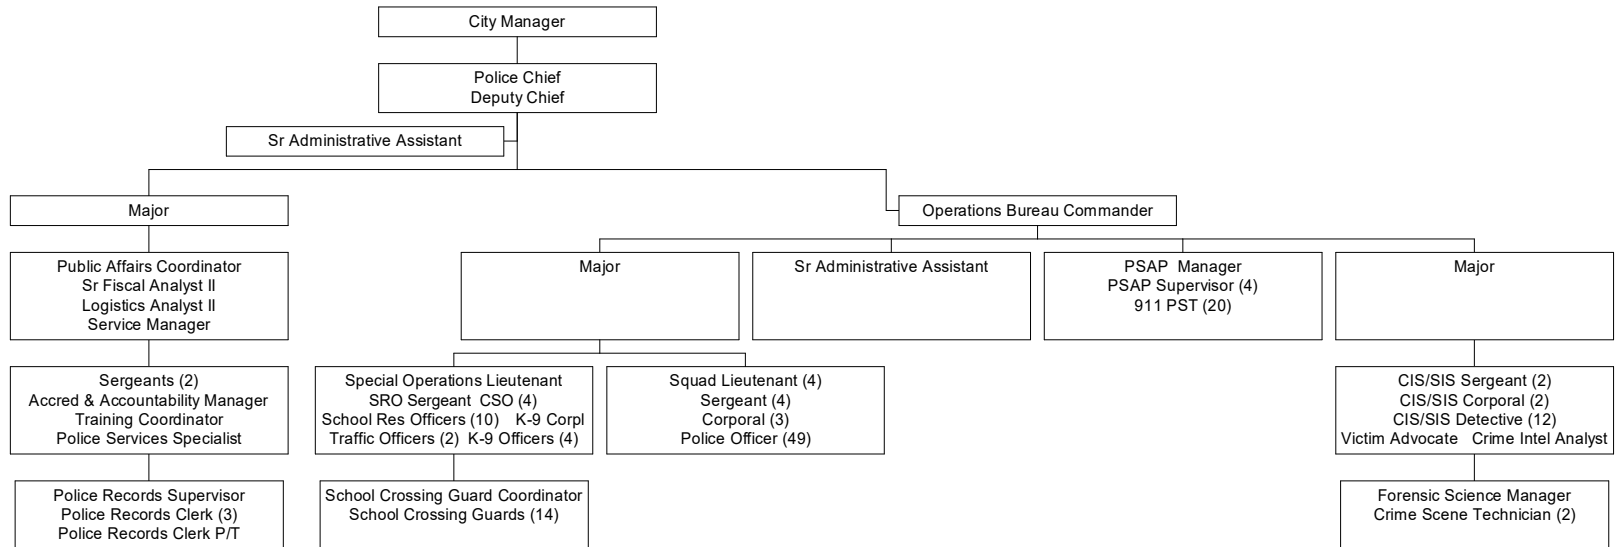 City Manager
Police Chief
Deputy Chief
Sr Administrative Assistant
Major
Operations Bureau Commander
Public Affairs Coordinator
Sr Fiscal Analyst II
Logistics Analyst II
Service Manager
Major
Sr Administrative Assistant
PSAP Manager
PSAP Supervisor (4)
911 PST (20)
Major
Sergeants (2)
Accred & Accountability Manager
Training Coordinator
Police Services Specialist
Special Operations Lieutenant
SRO Sergeant CSO (4)
School Res Officers (10) K-9 Corpl
Traffic Officers (2) K-9 Officers (4)
Squad Lieutenant (4)
Sergeant (4)
Corporal (3)
Police Officer (49)
CIS/SIS Sergeant (2)
CIS/SIS Corporal (2)
CIS/SIS Detective (12)
Victim Advocate Crime Intel Analyst
Police Records Supervisor
Police Records Clerk (3)
Police Records Clerk P/T
School Crossing Guard Coordinator
School Crossing Guards (14)
Forensic Science Manager
Crime Scene Technician (2)